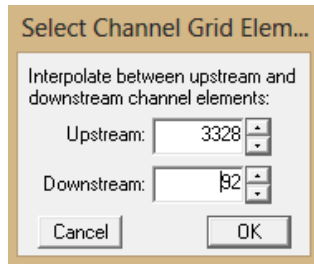 Select Channel Grid Elem...
Interpolate between upstream and
downstream channel elements:
Upstream: 3328
Downstream: 92
Cancel OK